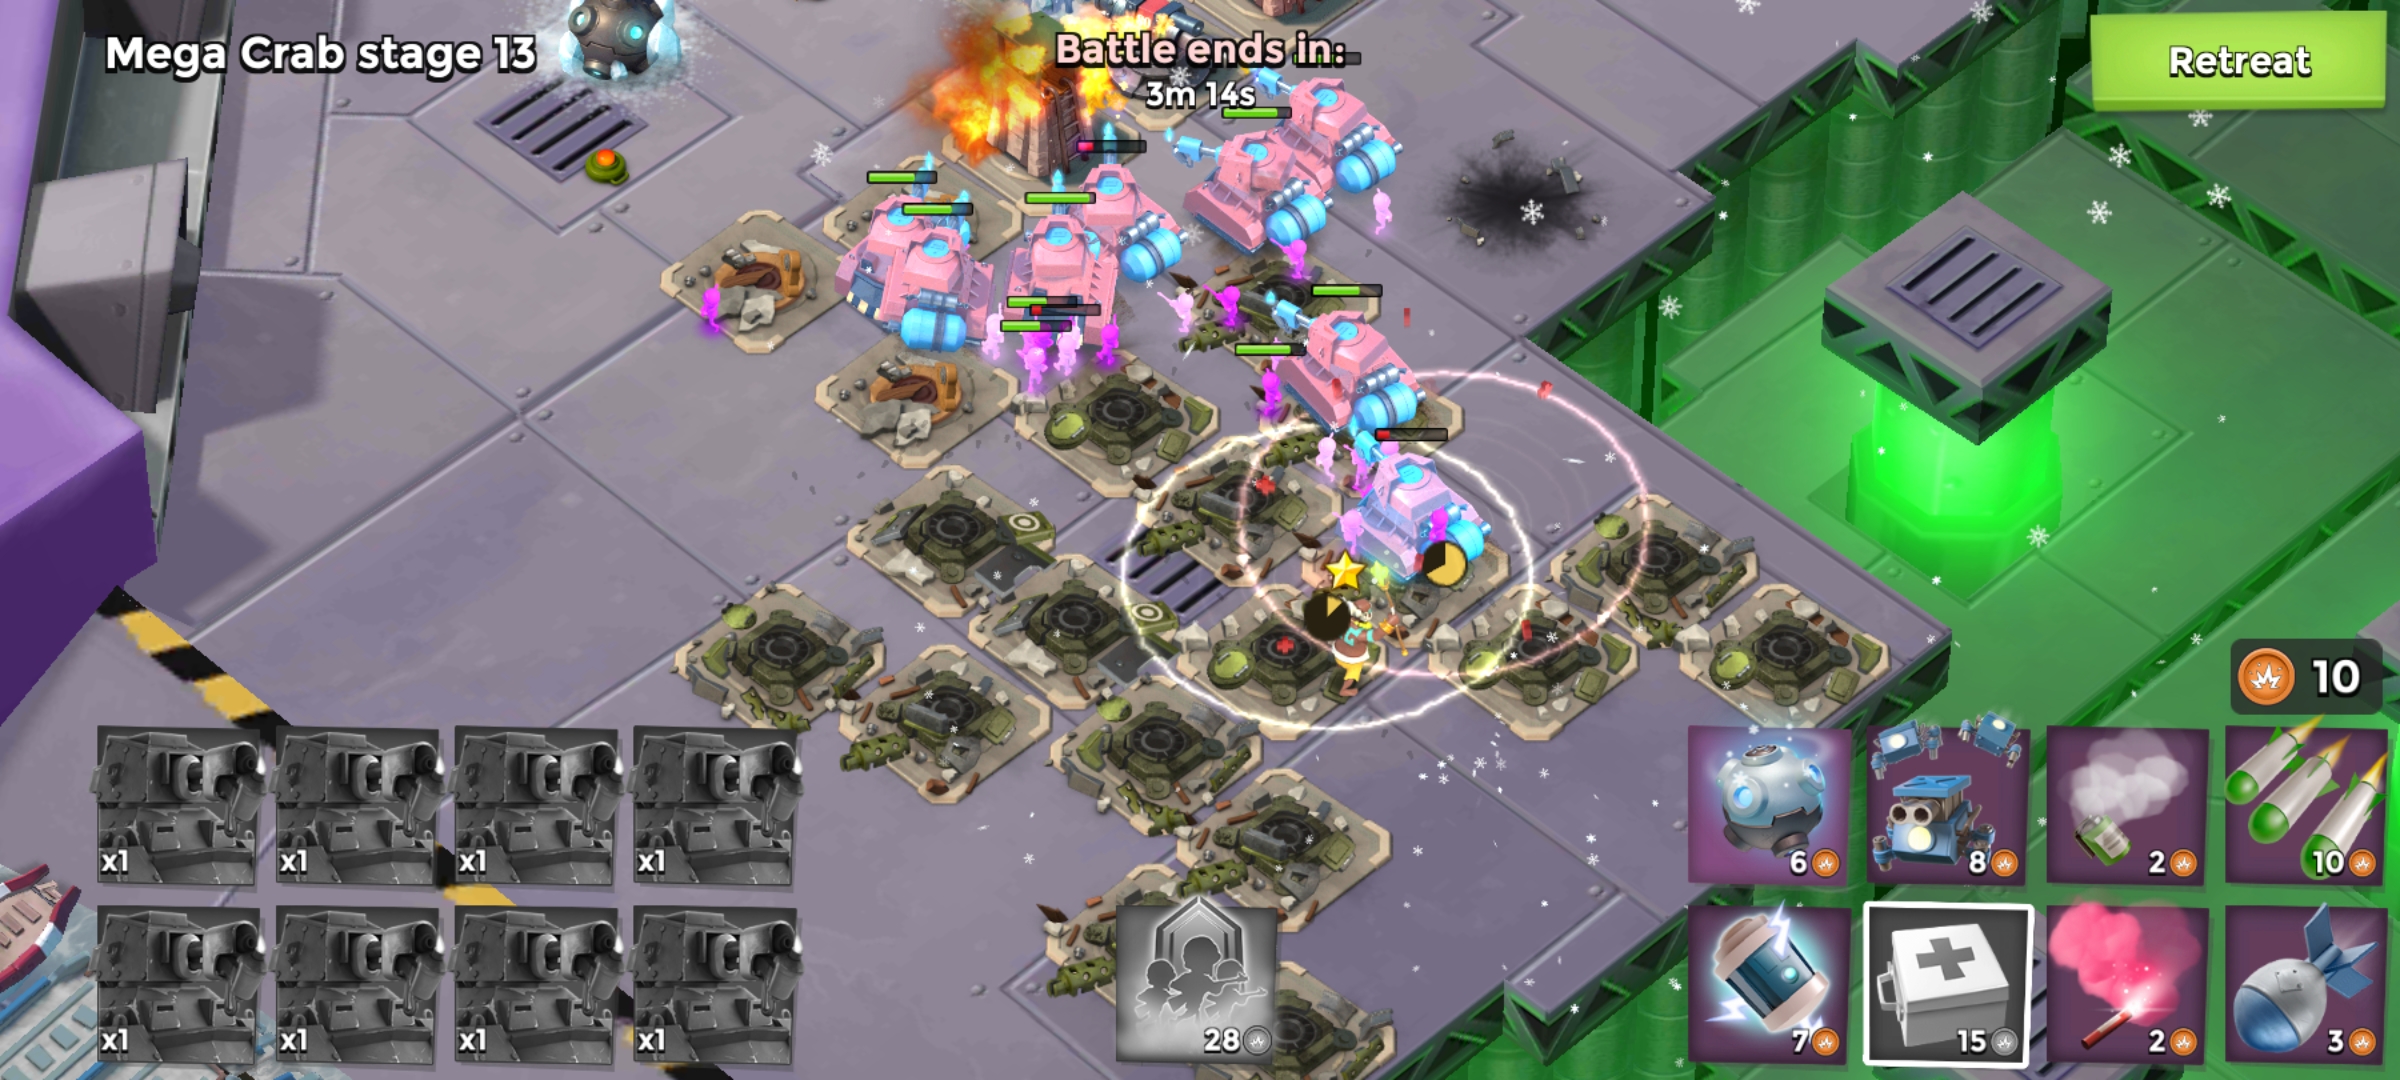 Mega Crab stage 13
Battle ends in:
3m 14s
Retreat
10
x1
x1
x1
x1
6
8
2
10
x1
x1
x1
x1
28
7
15
2
3